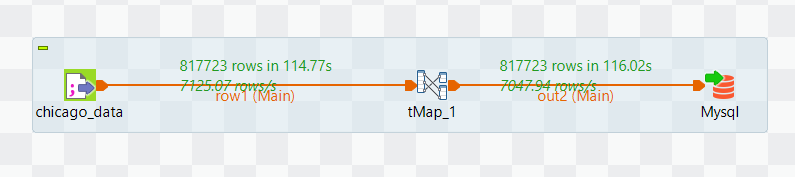 817723 rows in 114.77s
7125.07 rows/s
row1 (Main)
817723 rows in 116.02s
7047.94 rows/s
out2 (Main)
chicago_data
tMap_1
Mysql